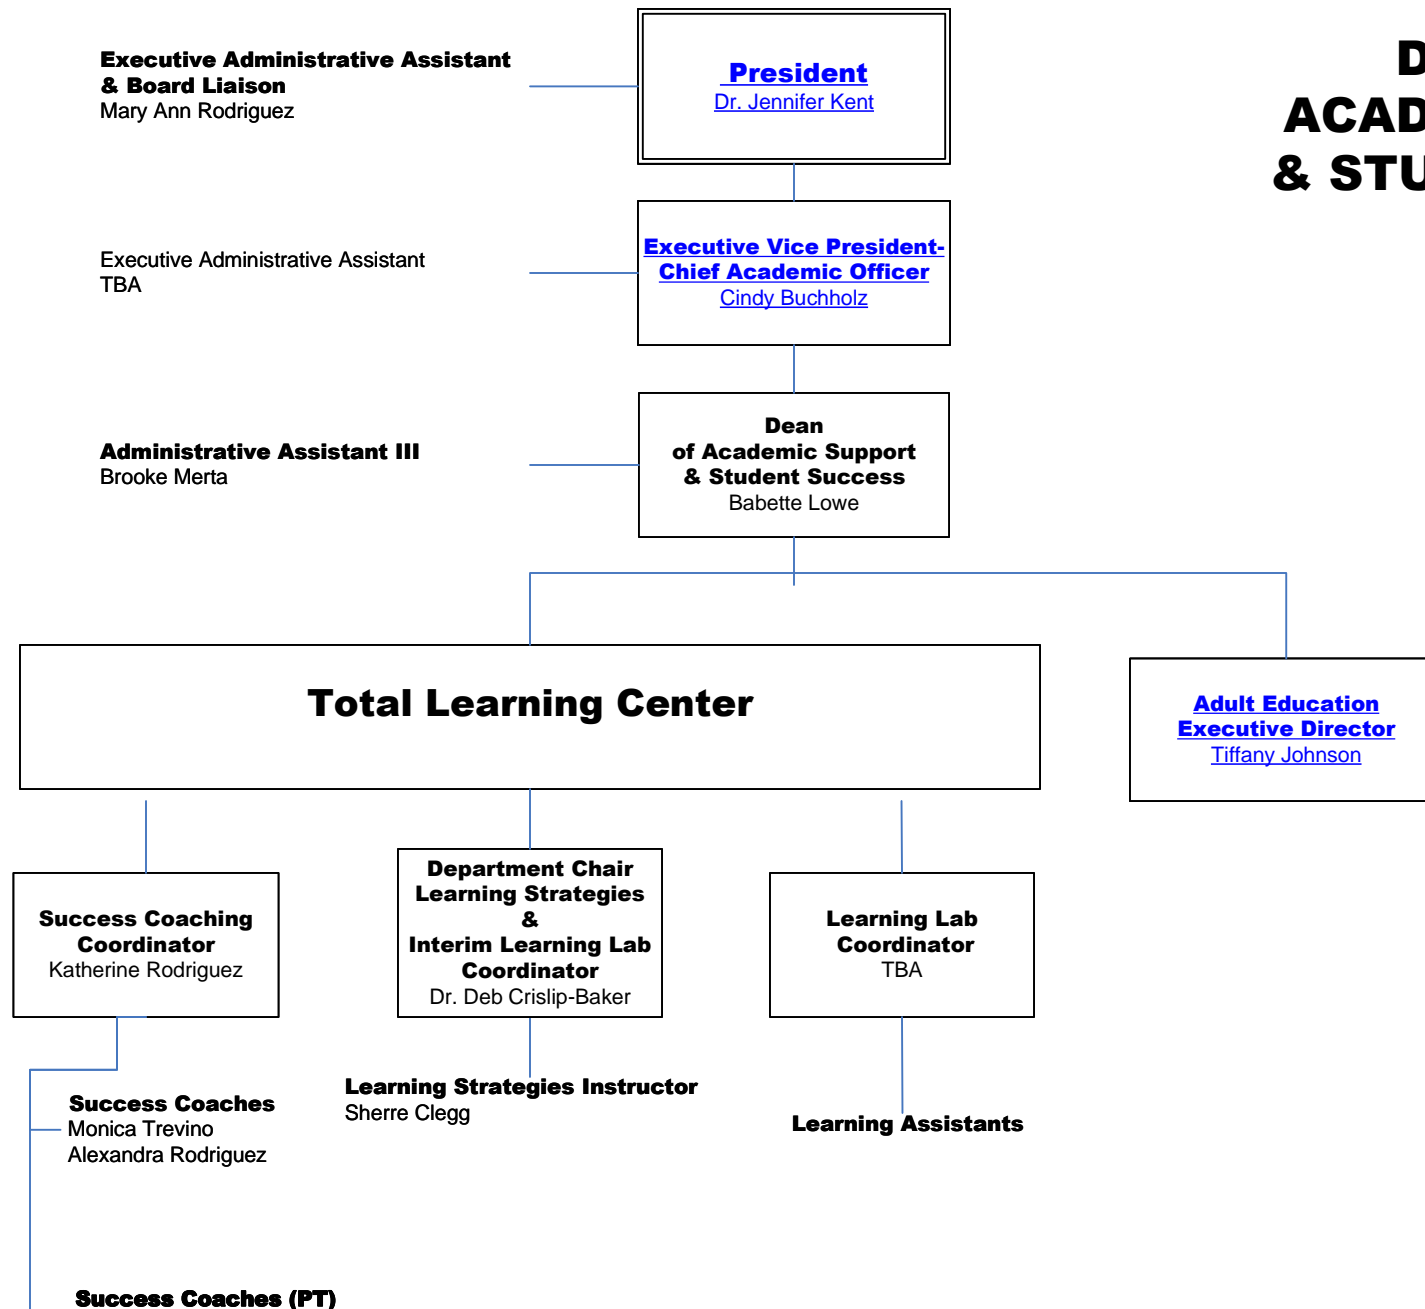 Executive Administrative Assistant
& Board Liaison
Mary Ann Rodriguez
President
Dr. Jennifer Kent
D
ACAD
& STU
Executive Administrative Assistant
TBA
Executive Vice President-
Chief Academic Officer
Cindy Buchholz
Administrative Assistant III
Brooke Merta
Dean
of Academic Support
& Student Success
Babette Lowe
Total Learning Center
Adult Education
Executive Director
Tiffany Johnson
Success Coaching
Coordinator
Katherine Rodriguez
Department Chair
Learning Strategies
&
Interim Learning Lab
Coordinator
Dr. Deb Crislip-Baker
Learning Lab
Coordinator
TBA
Success Coaches
Monica Trevino
Alexandra Rodriguez
Learning Strategies Instructor
Sherre Clegg
Learning Assistants
Success Coaches (PT)